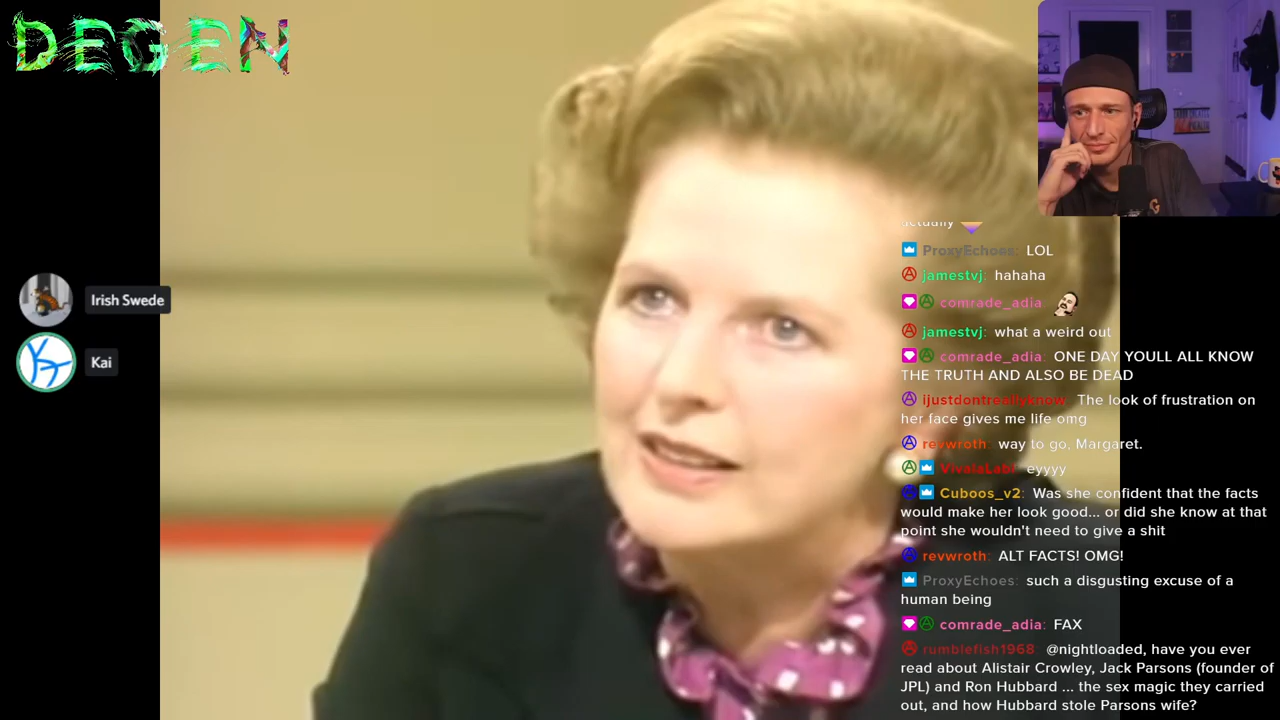 DEGEN
Irish Swede
Kai
actually
ProxyEchoes: LOL
jamestvj: hahaha
comrade_adia:
jamestvj: what a weird out
comrade_adia: ONE DAY YOULL ALL KNOW
THE TRUTH AND ALSO BE DEAD
ijustdontreallyknow: The look of frustration on
her face gives me life omg
revwroth: way to go, Margaret.
VivalaLabf: eyyyy
Cuboos_v2: Was she confident that the facts
would make her look good... or did she know at that
point she wouldn't need to give a shit
revwroth: ALT FACTS! OMG!
ProxyEchoes: such a disgusting excuse of a
human being
comrade_adia: FAX
rumblefish1968: @nightloaded, have you ever
read about Alistair Crowley, Jack Parsons (founder of
JPL) and Ron Hubbard ... the sex magic they carried
out, and how Hubbard stole Parsons wife?